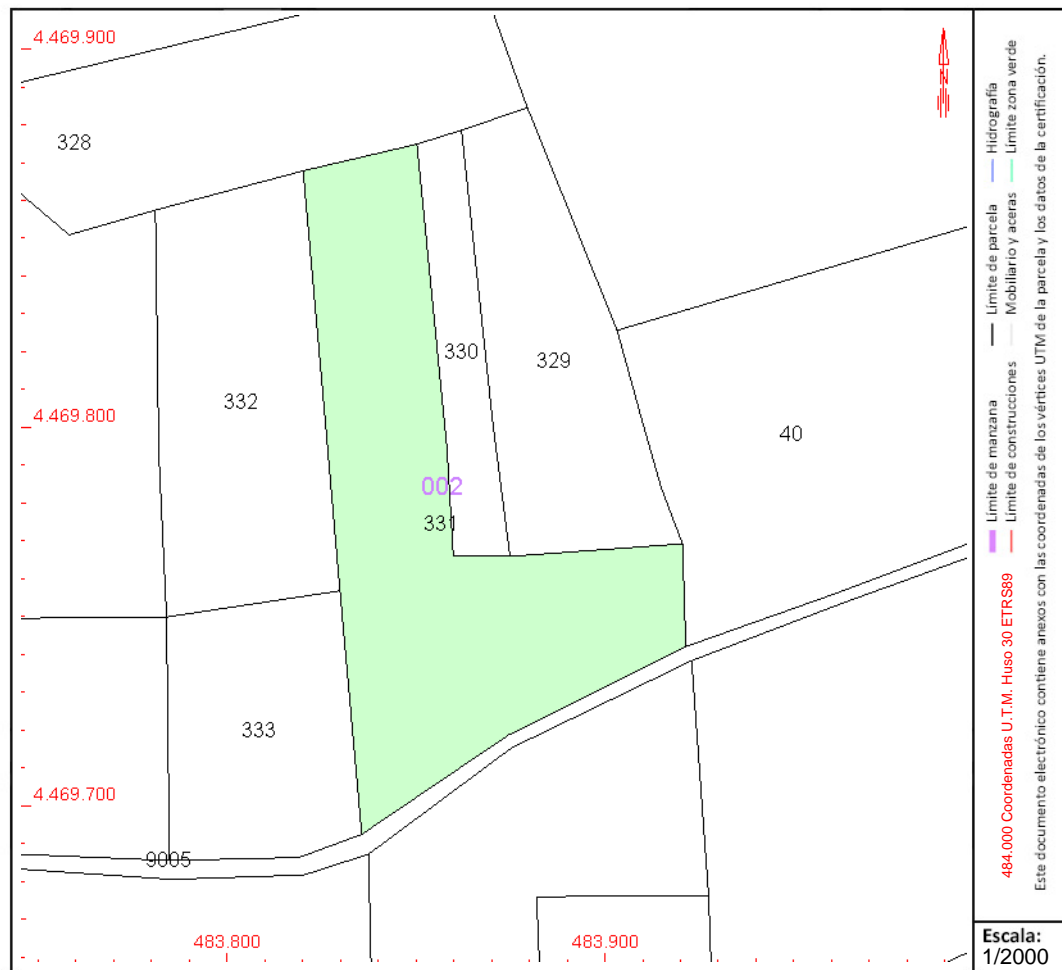 4.469.900
328
330
329
332
4.469.800
40
002
331
333
4.469.700
9005
483.800
483.900
N
Límite de manzana
Límite de parcela
Hidrografía
Límite de construcciones
Mobiliario y aceras
Límite zona verde
484.000 Coordenadas U.T.M. Huso 30 ETRS89
Este documento electrónico contiene anexos con las coordenadas de los vértices UTM de la parcela y los datos de la certificación.
Escala:
1/2000